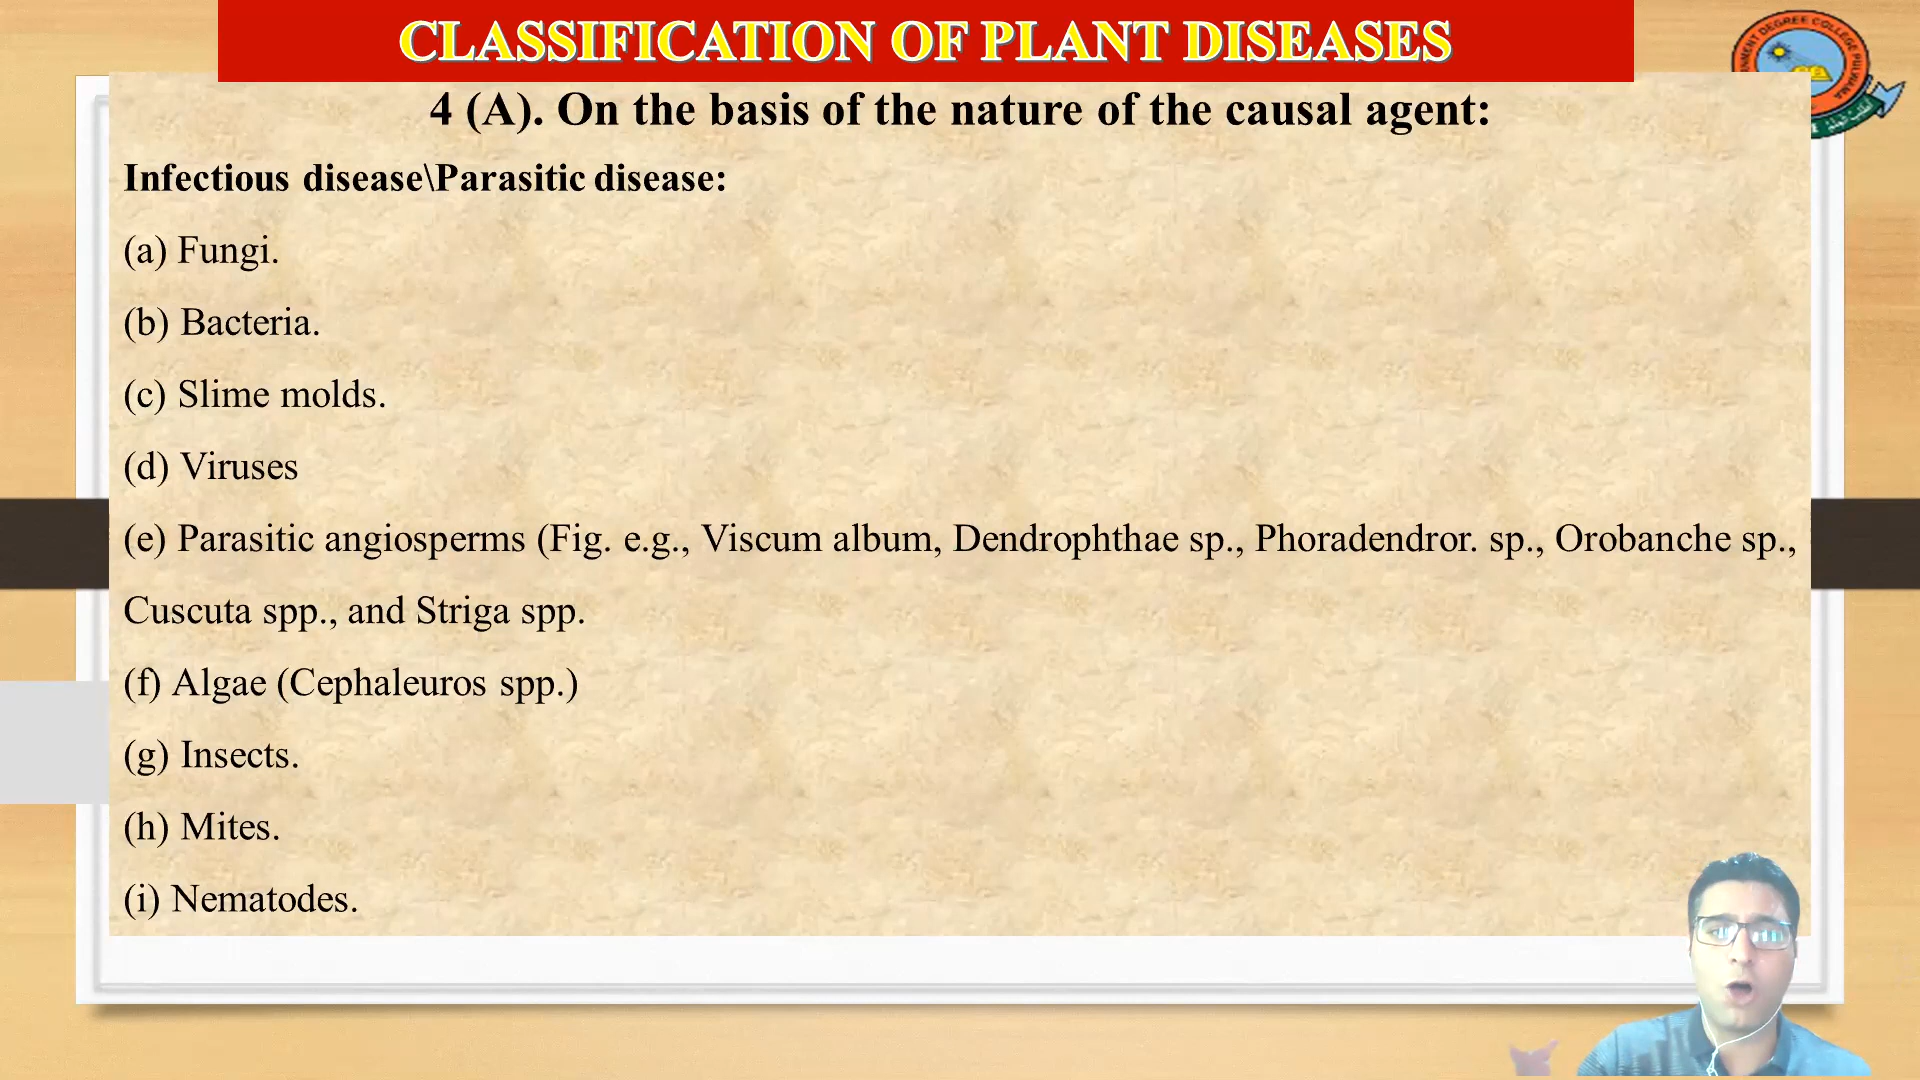 CLASSIFICATION OF PLANT DISEASES
4 (A). On the basis of the nature of the causal agent:
Infectious disease\Parasitic disease:
(a) Fungi.
(b) Bacteria.
(c) Slime molds.
(d) Viruses
(e) Parasitic angiosperms (Fig. e.g., Viscum album, Dendrophthae sp., Phoradendror. sp., Orobanche sp.,
Cuscuta spp., and Striga spp.
(f) Algae (Cephaleuros spp.)
(g) Insects.
(h) Mites.
(i) Nematodes.
DEGREE COLLEGE